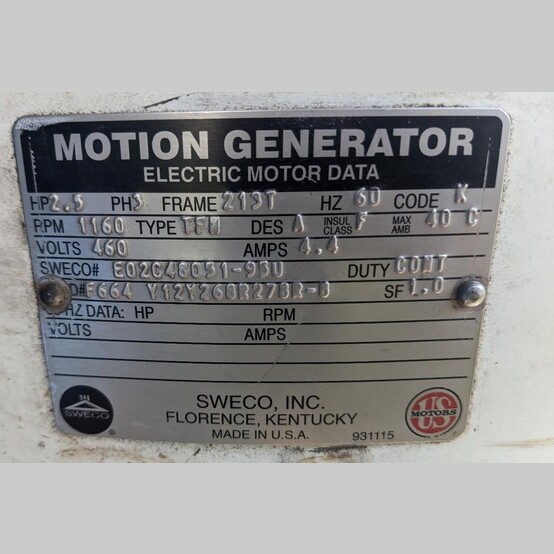 MOTION GENERATOR
ELECTRIC MOTOR DATA
HP 2.5 PH 3 FRAME 213T HZ 60 CODE K
RPM 1160 TYPE TFN DES A INSUL CLASS F MAX AMB 40 C
VOLTS 460 AMPS 4.4
SWECO# DUTY CONT
F664 SF 1.0
HZ DATA: HP RPM
VOLTS AMPS
SWECO
SWECO, INC.
FLORENCE, KENTUCKY
MADE IN U.S.A.
931115
US MOTORS